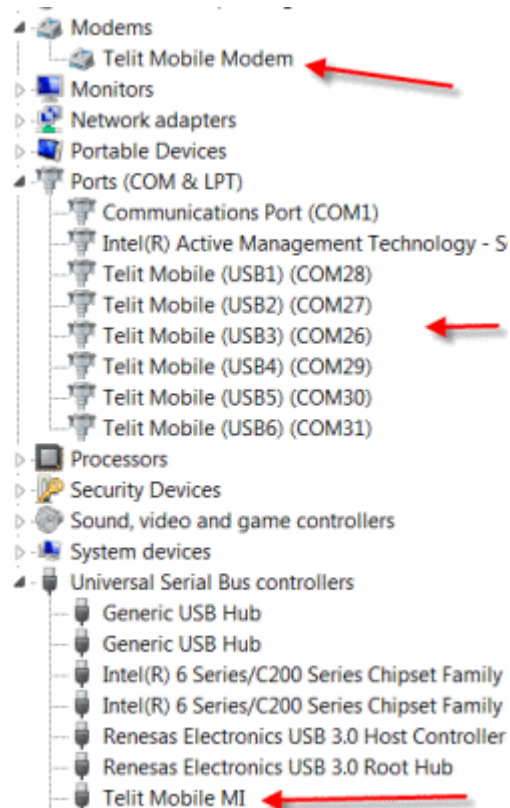 Modems
Telit Mobile Modem
Monitors
Network adapters
Portable Devices
Ports (COM & LPT)
Communications Port (COM1)
Intel(R) Active Management Technology - S
Telit Mobile (USB1) (COM28)
Telit Mobile (USB2) (COM27)
Telit Mobile (USB3) (COM26)
Telit Mobile (USB4) (COM29)
Telit Mobile (USB5) (COM30)
Telit Mobile (USB6) (COM31)
Processors
Security Devices
Sound, video and game controllers
System devices
Universal Serial Bus controllers
Generic USB Hub
Generic USB Hub
Intel(R) 6 Series/C200 Series Chipset Family
Intel(R) 6 Series/C200 Series Chipset Family
Renesas Electronics USB 3.0 Host Controller
Renesas Electronics USB 3.0 Root Hub
Telit Mobile MI